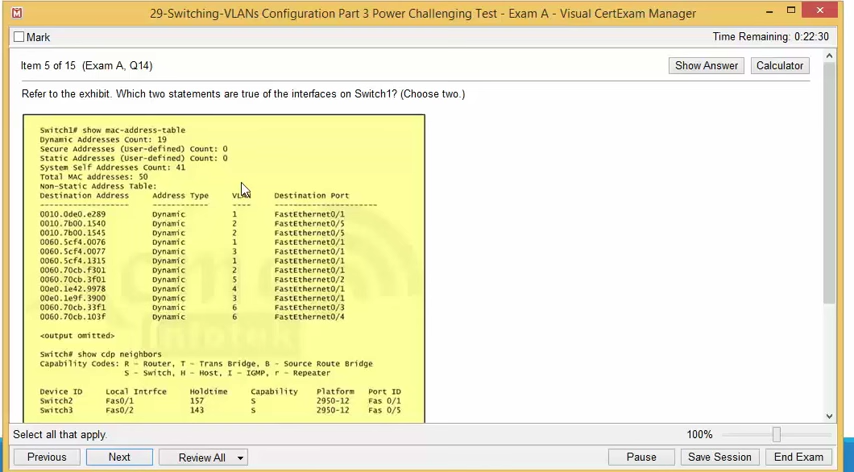 29-Switching-VLANs Configuration Part 3 Power Challenging Test - Exam A - Visual CertExam Manager
Mark
Time Remaining: 0:22:30
Item 5 of 15 (Exam A, Q14)
Show Answer
Calculator
Refer to the exhibit. Which two statements are true of the interfaces on Switch1? (Choose two.)
Switch1# show mac-address-table
Dynamic Addresses Count: 19
Secure Addresses (User-defined) Count: 0
Static Addresses (User-defined) Count: 0
System Self Addresses Count: 41
Total MAC addresses: 50
Non-Static Address Table:
Destination Address Address Type VLAN Destination Port
0010.0de0.e289 Dynamic 1 FastEthernet0/1
0010.7b00.1540 Dynamic 2 FastEthernet0/5
0010.7b00.1545 Dynamic 2 FastEthernet0/5
0060.5cf4.0076 Dynamic 1 FastEthernet0/1
0060.5cf4.0077 Dynamic 3 FastEthernet0/1
0060.5cf4.1315 Dynamic 1 FastEthernet0/1
0060.70cb.f301 Dynamic 2 FastEthernet0/1
0060.70cb.3f01 Dynamic 5 FastEthernet0/2
00e0.1e42.9978 Dynamic 4 FastEthernet0/1
00e0.1e9f.3900 Dynamic 3 FastEthernet0/1
0060.70cb.33f1 Dynamic 6 FastEthernet0/3
0060.70cb.103f Dynamic 6 FastEthernet0/4
<output omitted>
Switch# show cdp neighbors
Capability Codes: R - Router, T - Trans Bridge, B - Source Route Bridge
S - Switch, H - Host, I - IGMP, r - Repeater
Device ID Local Intrfce Holdtime Capability Platform Port ID
Switch2 Fas0/1 157 S 2950-12 Fas 0/1
Switch3 Fas0/2 143 S 2950-12 Fas 0/5
Select all that apply.
100%
Previous
Next
Review All
Pause
Save Session
End Exam